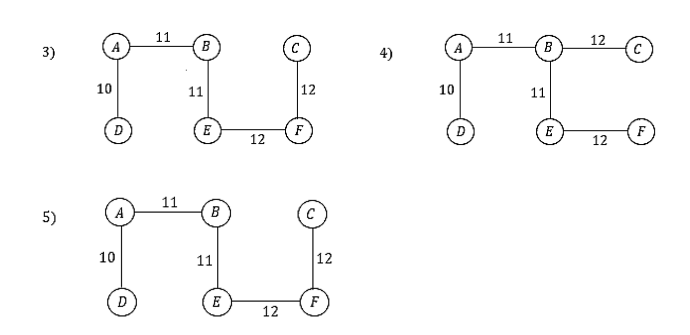 3)
A 11 B C
10 11 12
D E 12 F
4)
A 11 B 12 C
10 11
D E 12 F
5)
A 11 B C
10 11 12
D E 12 F